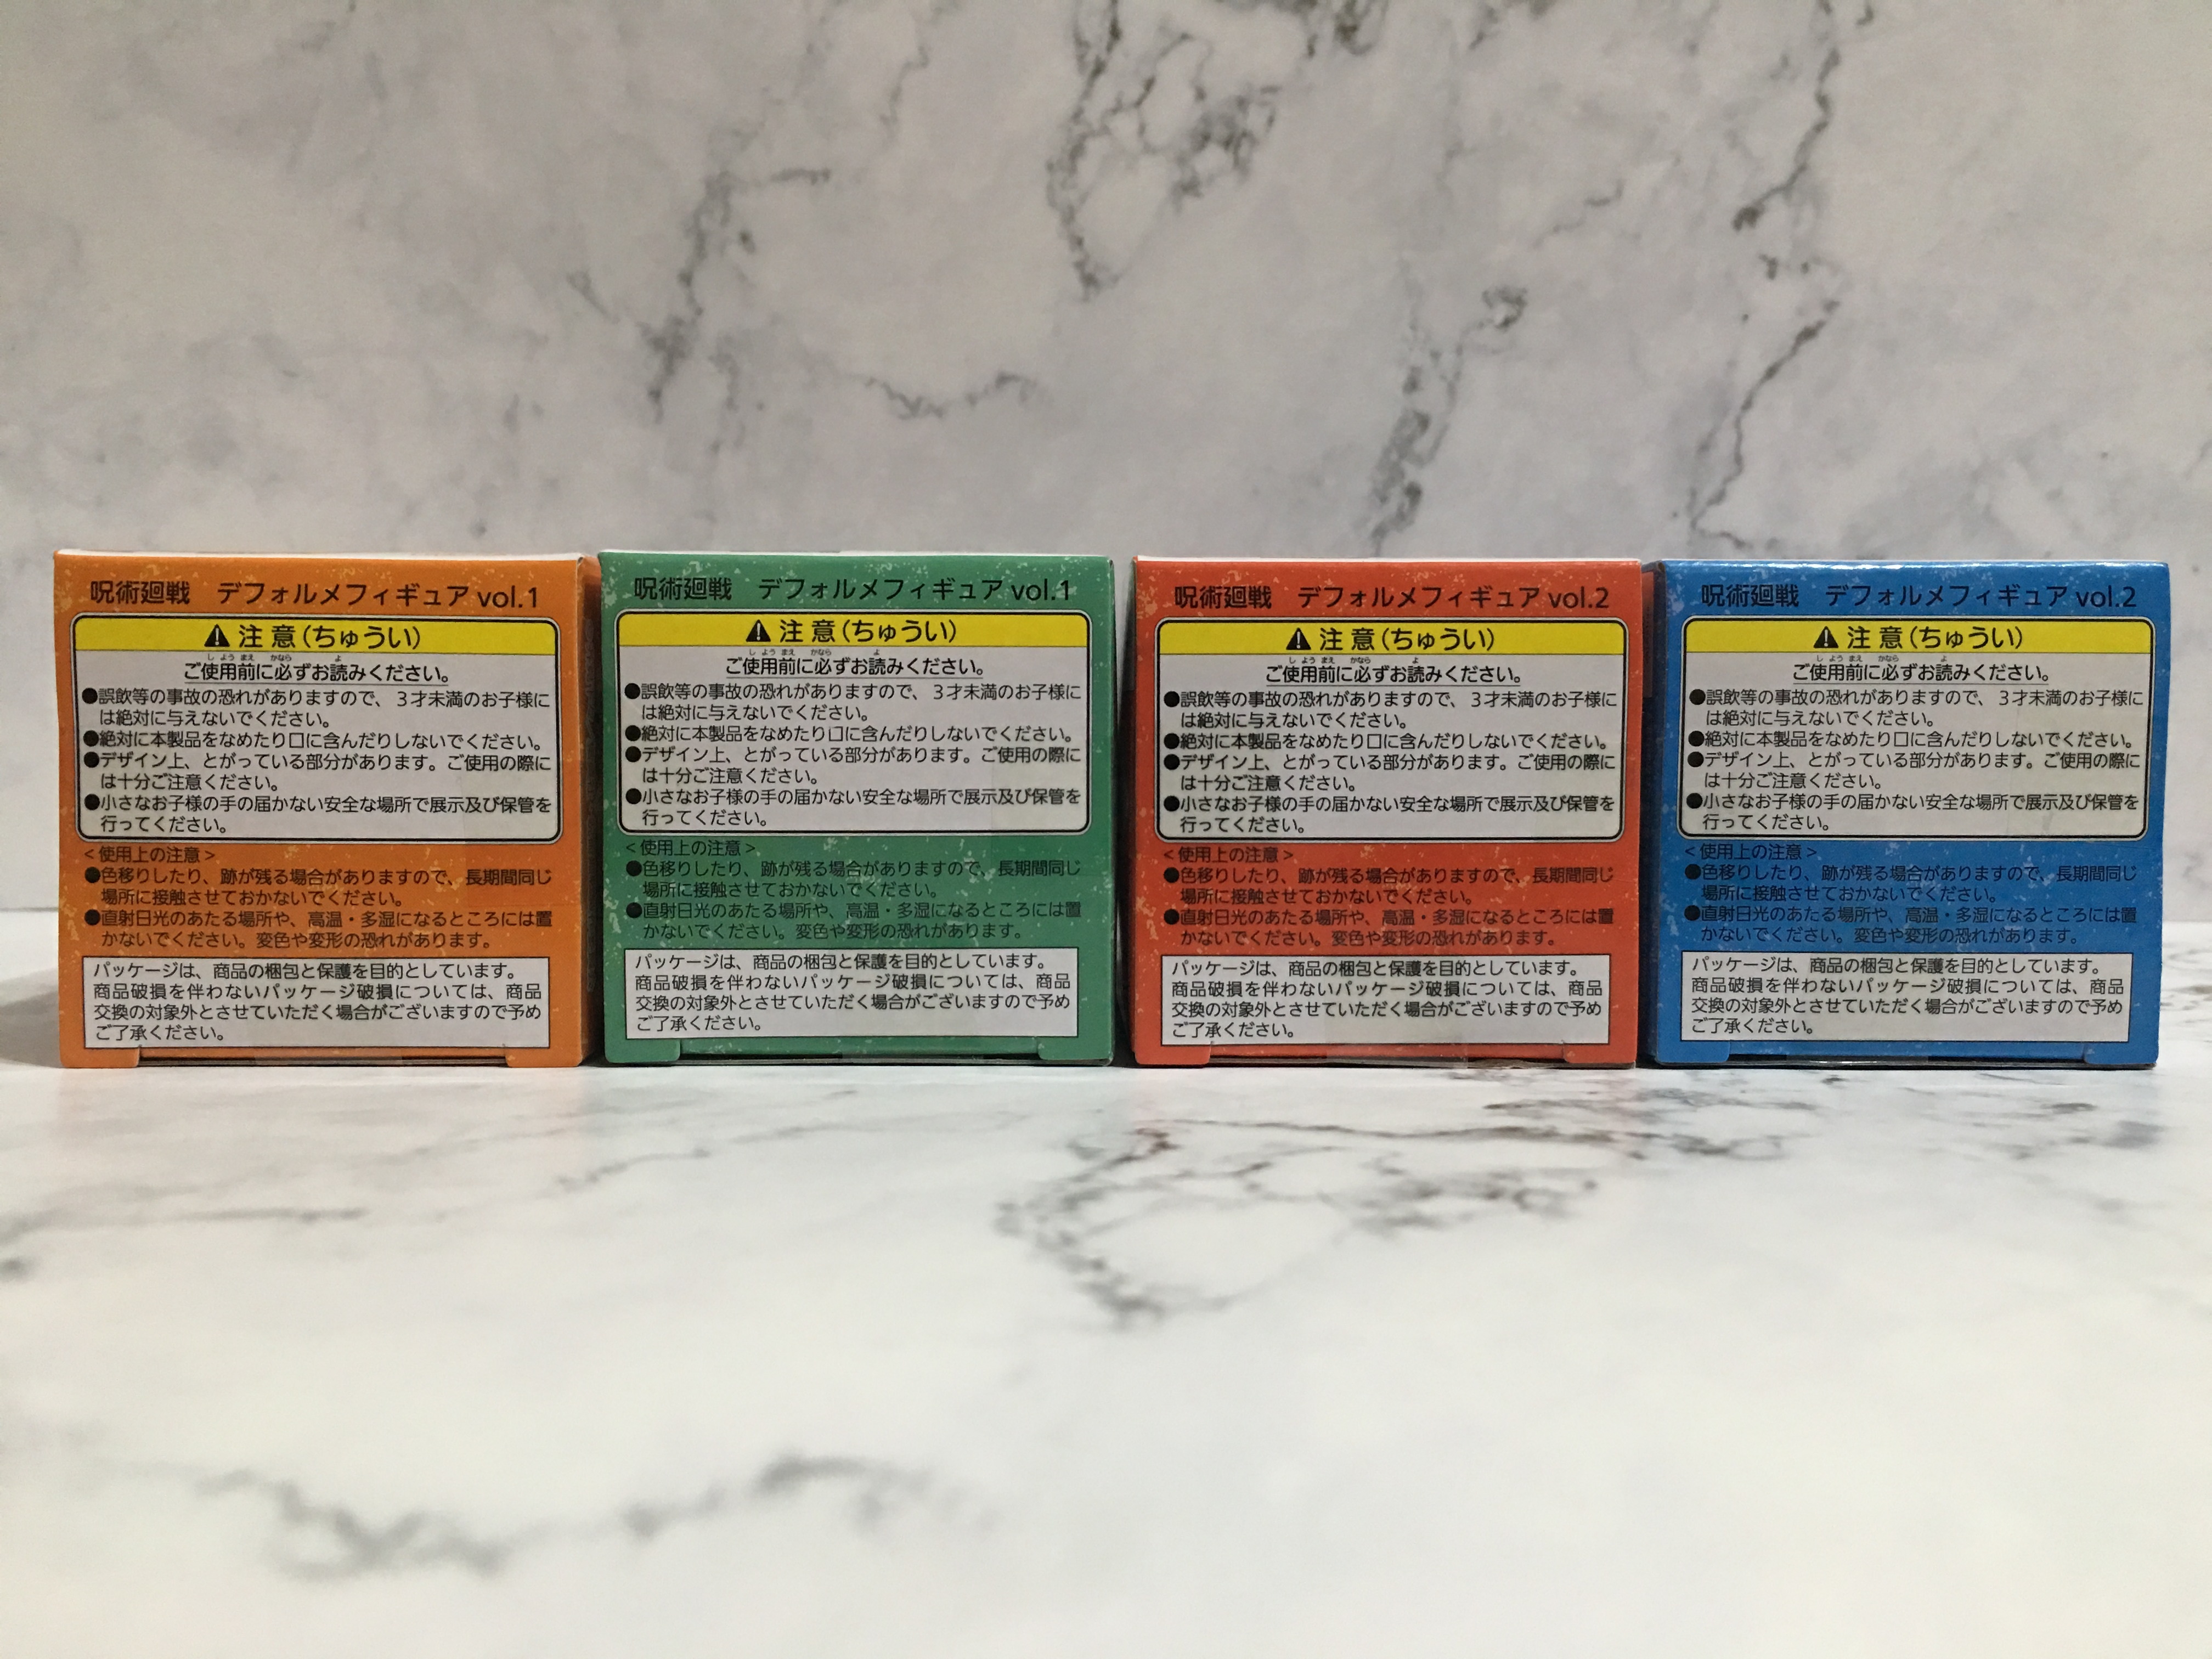 呪術廻戦 デフォルメフィギュア vol.1
⚠ 注意(ちゅうい)
ご使用前に必ずお読みください。
●誤飲等の事故の恐れがありますので、3才未満のお子様に
は絶対に与えないでください。
●絶対に本製品をなめたり口に含んだりしないでください。
●デザイン上、とがっている部分があります。ご使用の際に
は十分ご注意ください。
●小さなお子様の手の届かない安全な場所で展示及び保管を
行ってください。
<使用上の注意>
●色移りしたり、跡が残る場合がありますので、長期間同じ
場所に接触させておかないでください。
●直射日光のあたる場所や、高温・多湿になるところには置
かないでください。変色や変形の恐れがあります。
パッケージは、商品の梱包と保護を目的としています。
商品破損を伴わないパッケージ破損については、商品
交換の対象外とさせていただく場合がございますので予め
ご了承ください。
呪術廻戦 デフォルメフィギュア vol.1
⚠ 注意(ちゅうい)
ご使用前に必ずお読みください。
●誤飲等の事故の恐れがありますので、3才未満のお子様に
は絶対に与えないでください。
●絶対に本製品をなめたり口に含んだりしないでください。
●デザイン上、とがっている部分があります。ご使用の際に
は十分ご注意ください。
●小さなお子様の手の届かない安全な場所で展示及び保管を
行ってください。
<使用上の注意>
●色移りしたり、跡が残る場合がありますので、長期間同じ
場所に接触させておかないでください。
●直射日光のあたる場所や、高温・多湿になるところには置
かないでください。変色や変形の恐れがあります。
パッケージは、商品の梱包と保護を目的としています。
商品破損を伴わないパッケージ破損については、商品
交換の対象外とさせていただく場合がございますので予め
ご了承ください。
呪術廻戦 デフォルメフィギュア vol.2
⚠ 注意(ちゅうい)
ご使用前に必ずお読みください。
●誤飲等の事故の恐れがありますので、3才未満のお子様に
は絶対に与えないでください。
●絶対に本製品をなめたり口に含んだりしないでください。
●デザイン上、とがっている部分があります。ご使用の際に
は十分ご注意ください。
●小さなお子様の手の届かない安全な場所で展示及び保管を
行ってください。
<使用上の注意>
●色移りしたり、跡が残る場合がありますので、長期間同じ
場所に接触させておかないでください。
●直射日光のあたる場所や、高温・多湿になるところには置
かないでください。変色や変形の恐れがあります。
パッケージは、商品の梱包と保護を目的としています。
商品破損を伴わないパッケージ破損については、商品
交換の対象外とさせていただく場合がございますので予め
ご了承ください。
呪術廻戦 デフォルメフィギュア vol.2
⚠ 注意(ちゅうい)
ご使用前に必ずお読みください。
●誤飲等の事故の恐れがありますので、3才未満のお子様に
は絶対に与えないでください。
●絶対に本製品をなめたり口に含んだりしないでください。
●デザイン上、とがっている部分があります。ご使用の際に
は十分ご注意ください。
●小さなお子様の手の届かない安全な場所で展示及び保管を
行ってください。
<使用上の注意>
●色移りしたり、跡が残る場合がありますので、長期間同じ
場所に接触させておかないでください。
●直射日光のあたる場所や、高温・多湿になるところには置
かないでください。変色や変形の恐れがあります。
パッケージは、商品の梱包と保護を目的としています。
商品破損を伴わないパッケージ破損については、商品
交換の対象外とさせていただく場合がございますので予め
ご了承ください。